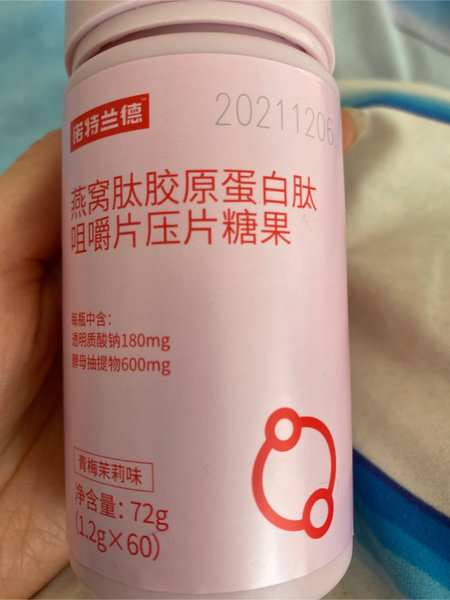 诺特兰德™
20211206
燕窝肽胶原蛋白肽
咀嚼片压片糖果
每瓶中含：
透明质酸钠180mg
酵母抽提物600mg
青梅茉莉味
净含量：72g
(1.2g×60)